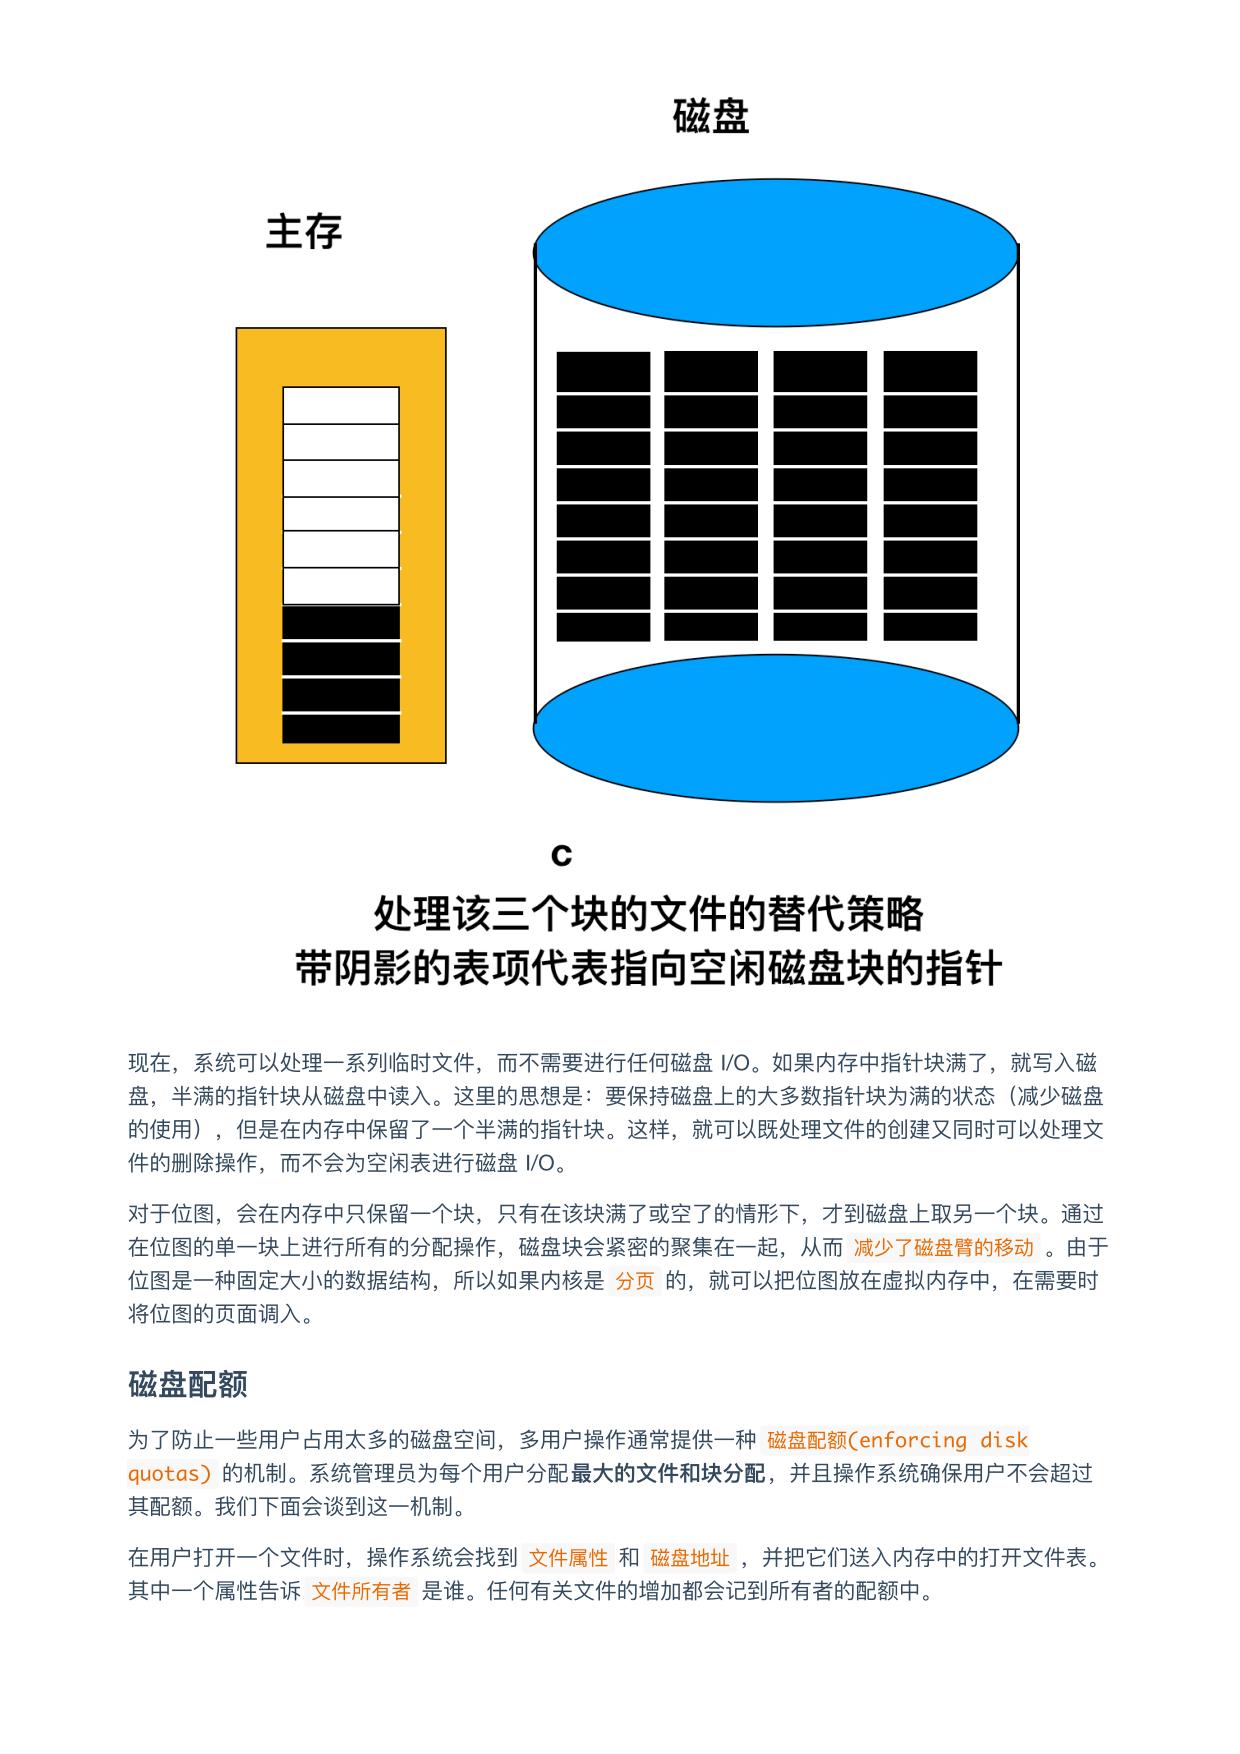 磁盘
主存
c
处理该三个块的文件的替代策略
带阴影的表项代表指向空闲磁盘块的指针
现在，系统可以处理一系列临时文件，而不需要进行任何磁盘 I/O。如果内存中指针块满了，就写入磁
盘，半满的指针块从磁盘中读入。这里的思想是：要保持磁盘上的大多数指针块为满的状态（减少磁盘
的使用），但是在内存中保留了一个半满的指针块。这样，就可以既处理文件的创建又同时可以处理文
件的删除操作，而不会为空闲表进行磁盘 I/O。
对于位图，会在内存中只保留一个块，只有在该块满了或空了的情形下，才到磁盘上取另一个块。通过
在位图的单一块上进行所有的分配操作，磁盘块会紧密的聚集在一起，从而 减少了磁盘臂的移动 。由于
位图是一种固定大小的数据结构，所以如果内核是 分页 的，就可以把位图放在虚拟内存中，在需要时
将位图的页面调入。
磁盘配额
为了防止一些用户占用太多的磁盘空间，多用户操作通常提供一种 磁盘配额(enforcing disk
quotas) 的机制。系统管理员为每个用户分配最大的文件和块分配，并且操作系统确保用户不会超过
其配额。我们下面会谈到这一机制。
在用户打开一个文件时，操作系统会找到 文件属性 和 磁盘地址 ，并把它们送入内存中的打开文件表。
其中一个属性告诉 文件所有者 是谁。任何有关文件的增加都会记到所有者的配额中。